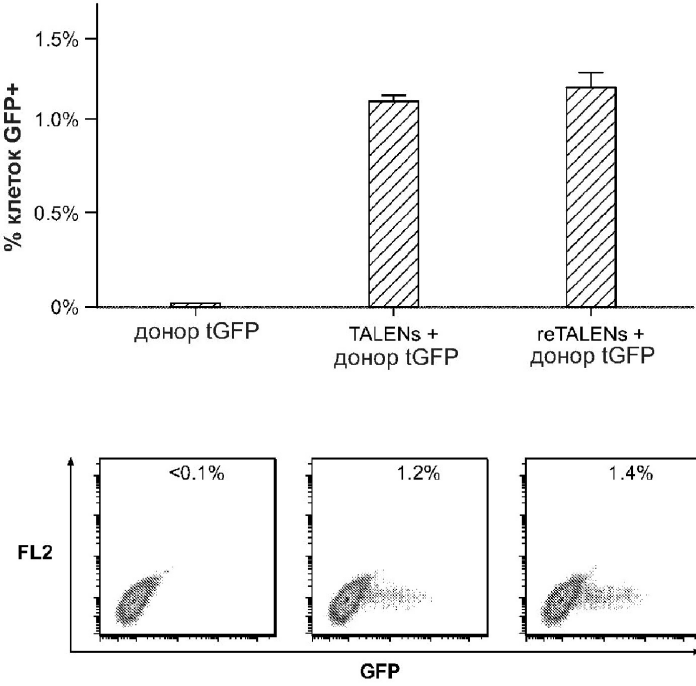 % клеток GFP+
1.5%
1.0%
0.5%
0%
донор tGFP
TALENs +
донор tGFP
reTALENs +
донор tGFP
<0.1%
1.2%
1.4%
FL2
GFP